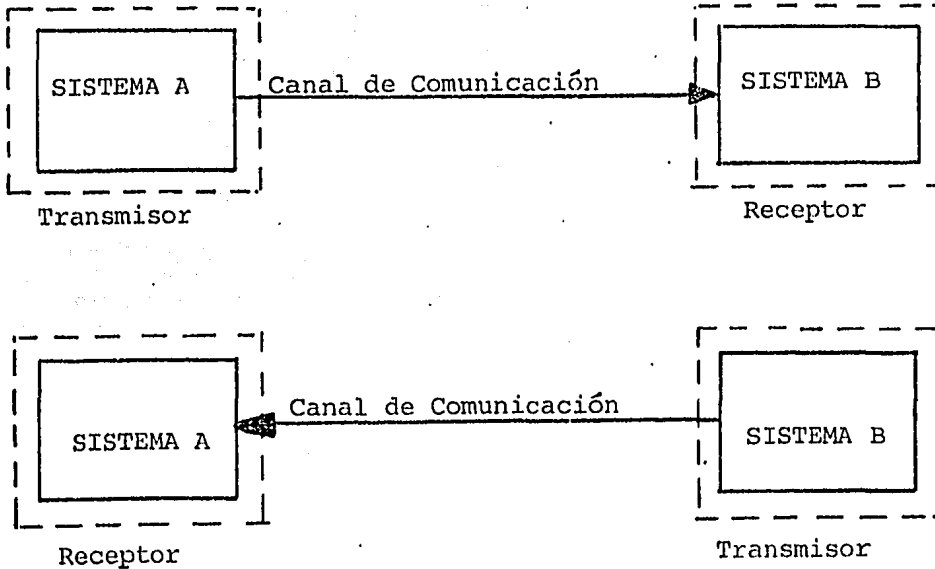 SISTEMA A
Canal de Comunicación
SISTEMA B
Transmisor
Receptor
Canal de Comunicación
SISTEMA A
SISTEMA B
Receptor
Transmisor